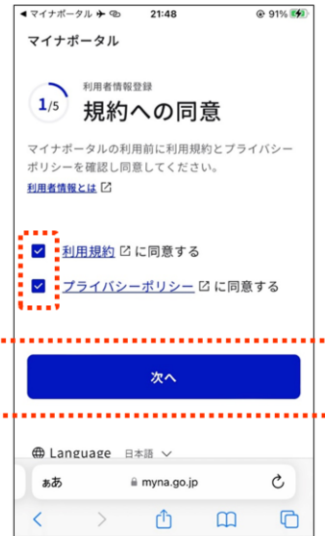 ◀マイナポータル
21:48
91%
マイナポータル
1/5
利用者情報登録
規約への同意
マイナポータルの利用前に利用規約とプライバシー
ポリシーを確認し同意してください。
利用者情報とは
利用規約 に同意する
プライバシーポリシー に同意する
次へ
Language 日本語
ぁあ myna.go.jp